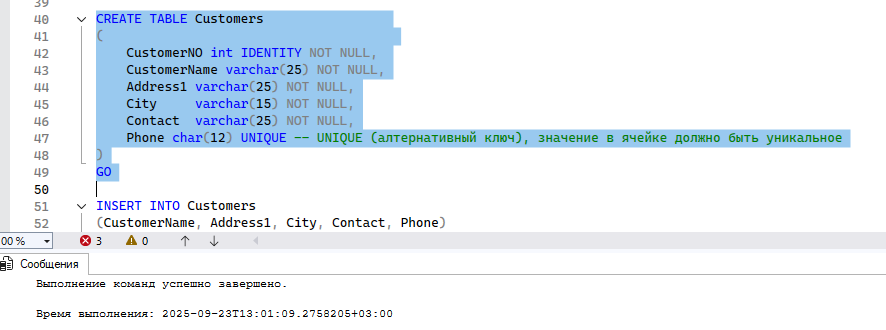 39
40 CREATE TABLE Customers
41 (
42 CustomerNO int IDENTITY NOT NULL,
43 CustomerName varchar(25) NOT NULL,
44 Address1 varchar(25) NOT NULL,
45 City varchar(15) NOT NULL,
46 Contact varchar(25) NOT NULL,
47 Phone char(12) UNIQUE -- UNIQUE (алтернативный ключ), значение в ячейке должно быть уникальное
48 )
49 GO
50
51 INSERT INTO Customers
52 (CustomerName, Address1, City, Contact, Phone)
00 % 3 0
Сообщения
Выполнение команд успешно завершено.
Время выполнения: 2025-09-23T13:01:09.2758205+03:00